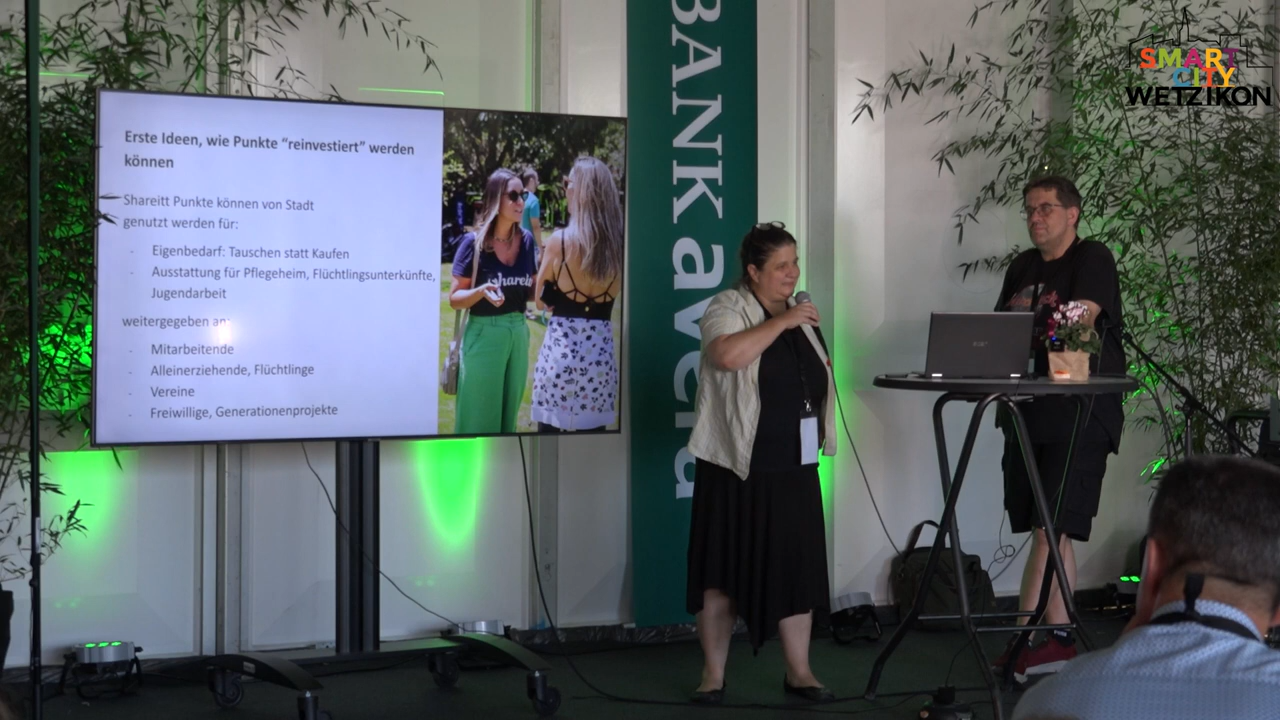 Erste Ideen, wie Punkte “reinvestiert” werden
können
Shareitt Punkte können von Stadt
genutzt werden für:
- Eigenbedarf: Tauschen statt Kaufen
- Ausstattung für Pflegeheim, Flüchtlingsunterkünfte,
Jugendarbeit
weitergegeben an:
- Mitarbeitende
- Alleinerziehende, Flüchtlinge
- Vereine
- Freiwillige, Generationenprojekte
BANK avera
SMART
CITY
WETZIKON